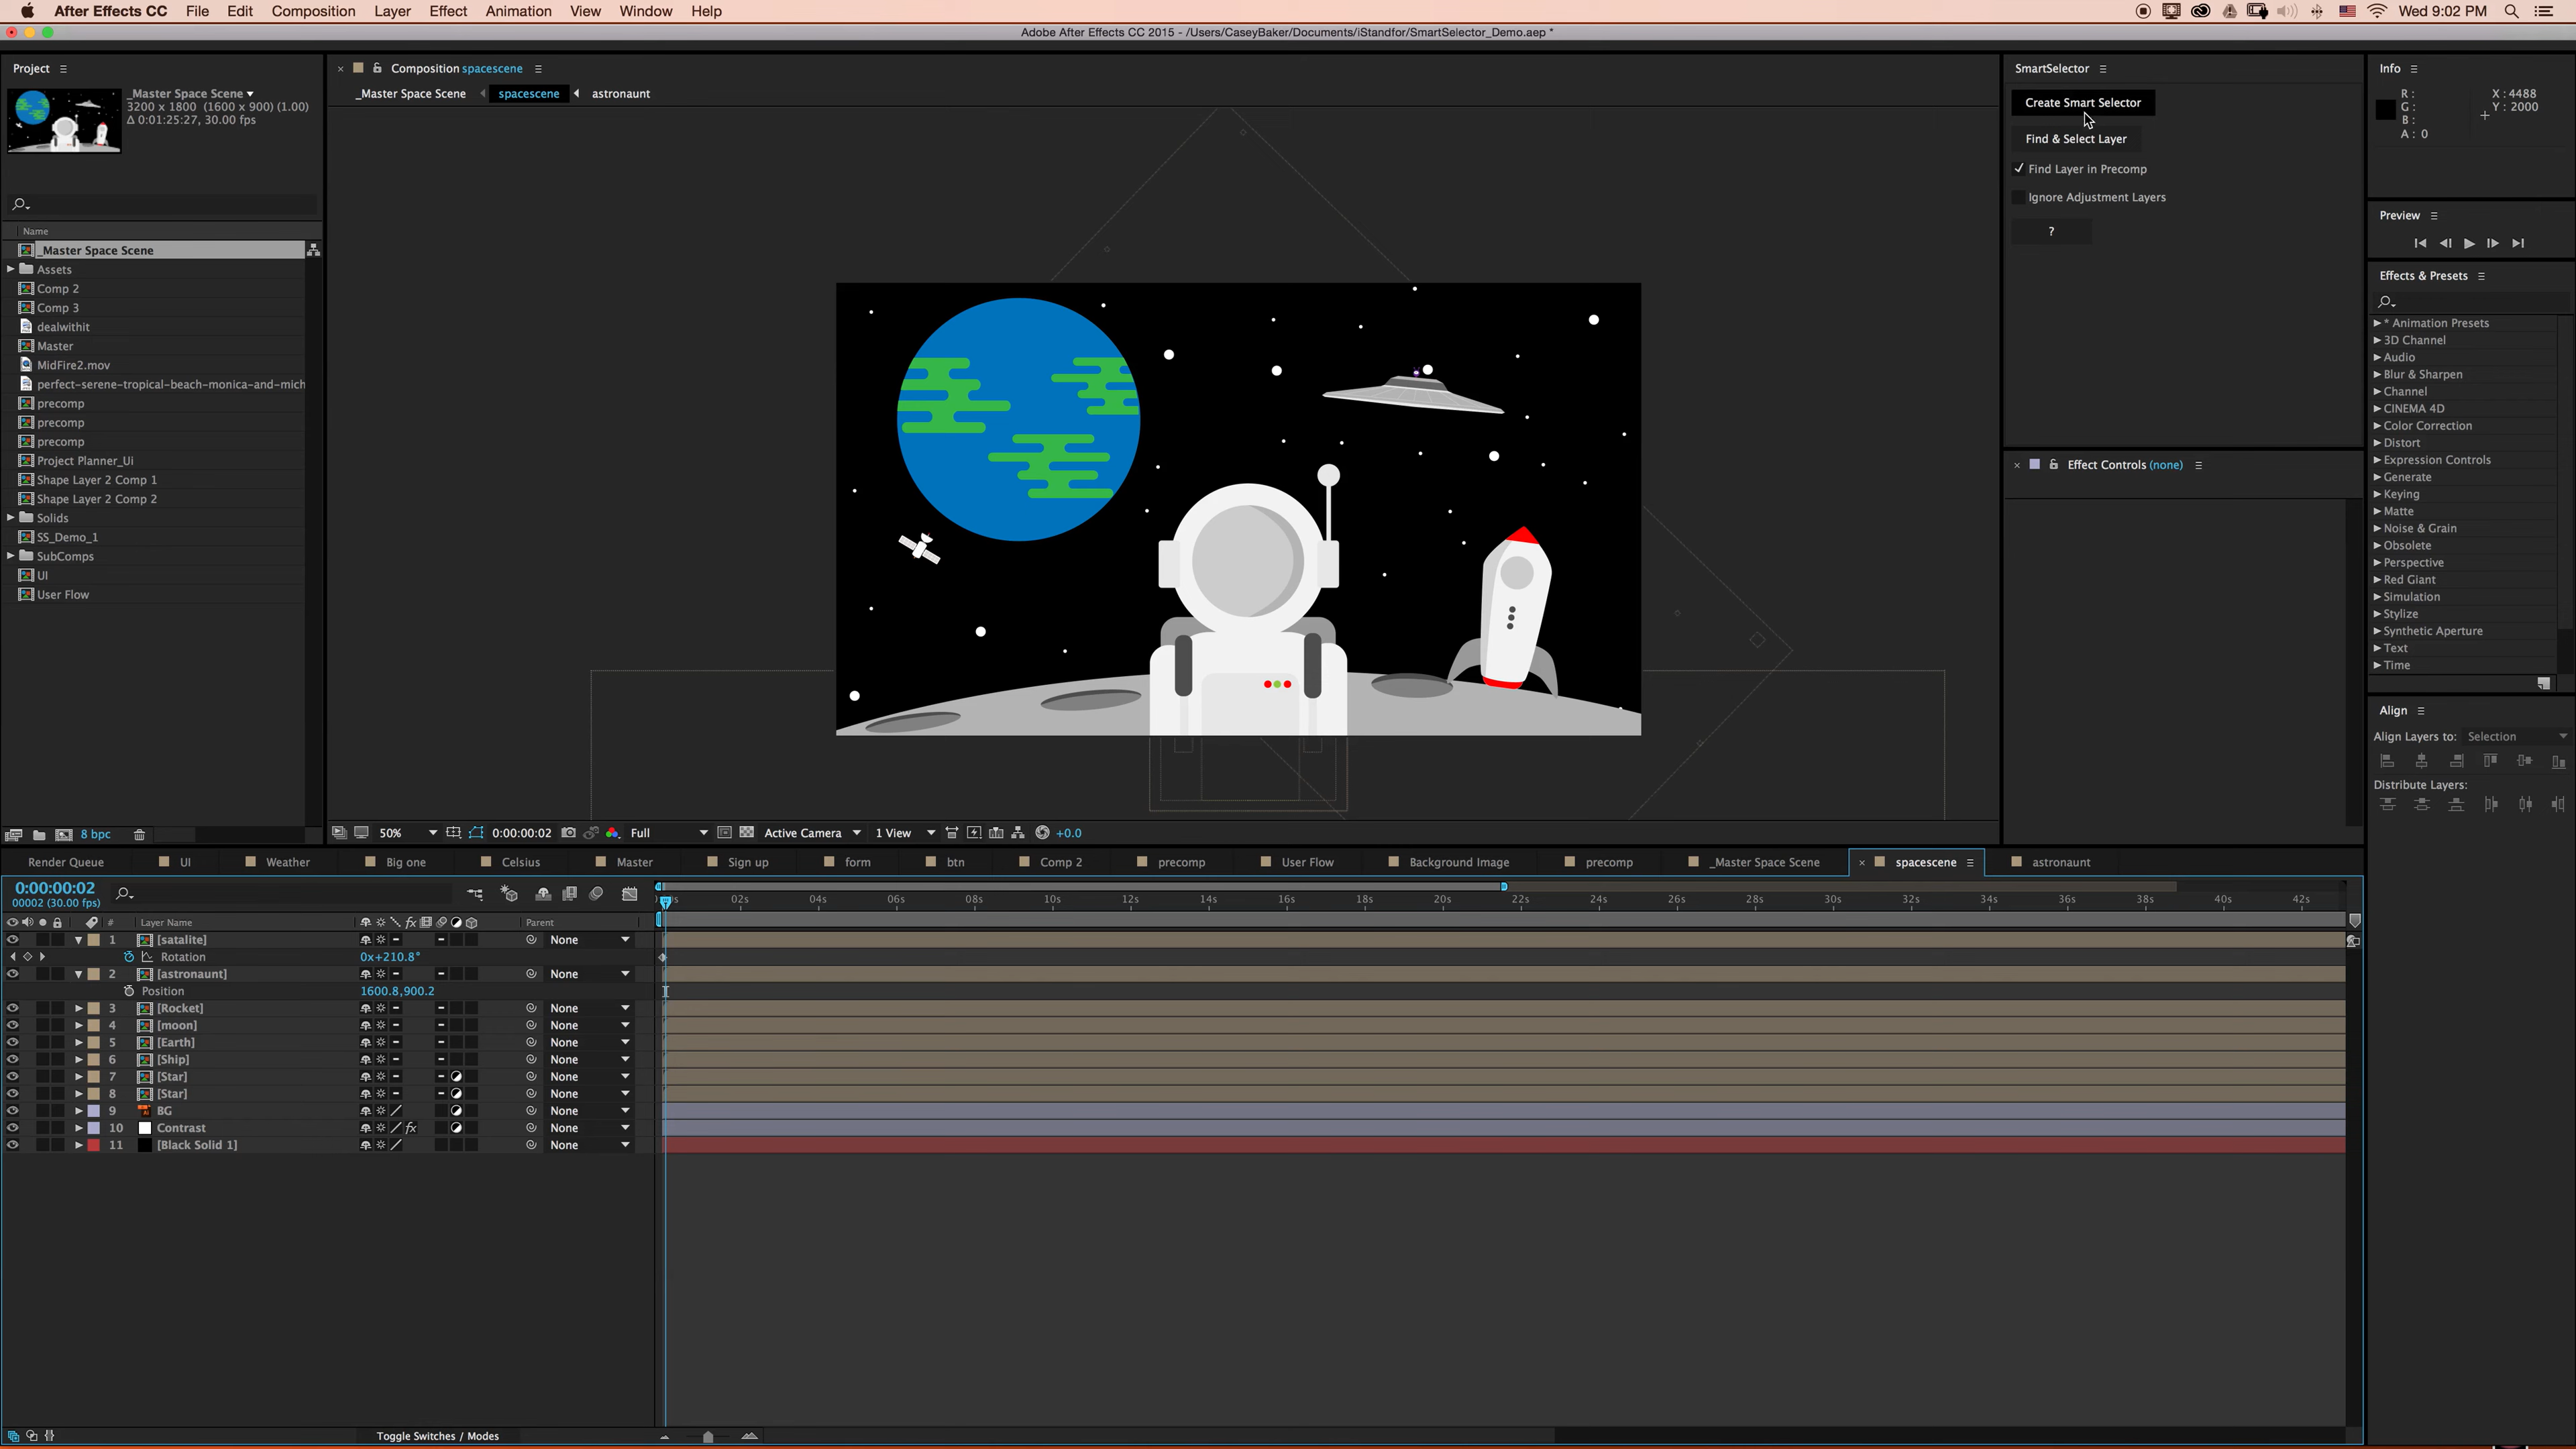 After Effects CC File Edit Composition Layer Effect Animation View Window Help Wed 9:02 PM
Adobe After Effects CC 2015 - /Users/CaseyBaker/Documents/iStandfor/SmartSelector_Demo.aep *
Project
_Master Space Scene
3200 x 1800 (1600 x 900) (1.00)
Δ 0:01:25:27, 30.00 fps
Name
_Master Space Scene
Assets
Comp 2
Comp 3
dealwithit
Master
MidFire2.mov
perfect-serene-tropical-beach-monica-and-mich
precomp
precomp
precomp
Project Planner_Ui
Shape Layer 2 Comp 1
Shape Layer 2 Comp 2
Solids
SS_Demo_1
SubComps
UI
User Flow
8 bpc
Composition spacescene
_Master Space Scene spacescene astronaunt
50% 0:00:00:02 Full Active Camera 1 View +0.0
SmartSelector
Create Smart Selector
Find & Select Layer
Find Layer in Precomp
Ignore Adjustment Layers
?
Effect Controls (none)
Info
R :
G :
B :
A : 0
X : 4488
Y : 2000
Preview
Effects & Presets
* Animation Presets
3D Channel
Audio
Blur & Sharpen
Channel
CINEMA 4D
Color Correction
Distort
Expression Controls
Generate
Keying
Matte
Noise & Grain
Obsolete
Perspective
Red Giant
Simulation
Stylize
Synthetic Aperture
Text
Time
Align
Align Layers to: Selection
Distribute Layers:
Render Queue UI Weather Big one Celsius Master Sign up form btn Comp 2 precomp User Flow Background Image precomp _Master Space Scene spacescene astronaunt
0:00:00:02
00002 (30.00 fps)
02s 04s 06s 08s 10s 12s 14s 16s 18s 20s 22s 24s 26s 28s 30s 32s 34s 36s 38s 40s 42s
# Layer Name fx Parent
1 [satalite] None
Rotation 0x+210.8°
2 [astronaunt] None
Position 1600.8,900.2
3 [Rocket] None
4 [moon] None
5 [Earth] None
6 [Ship] None
7 [Star] None
8 [Star] None
9 BG None
10 Contrast fx None
11 [Black Solid 1] None
Toggle Switches / Modes